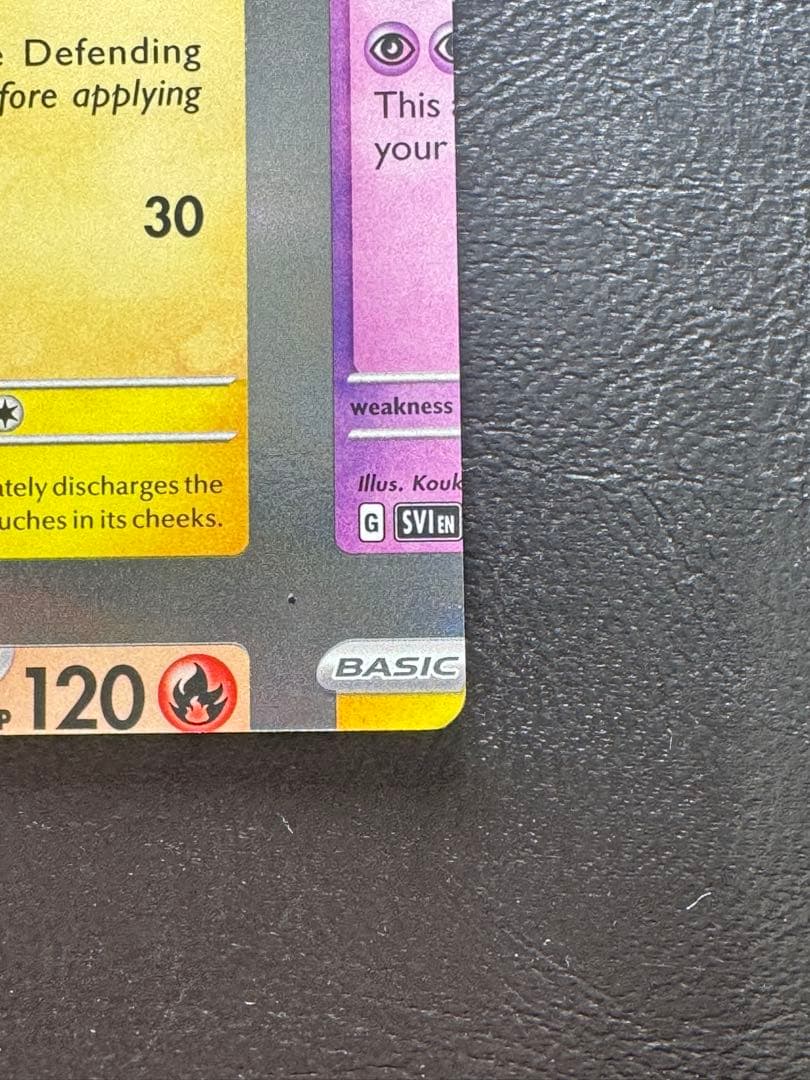 Defending
fore applying
30
ately discharges the
uches in its cheeks.
This
your
weakness
Illus. Kouk
G SVI EN
P 120
BASIC